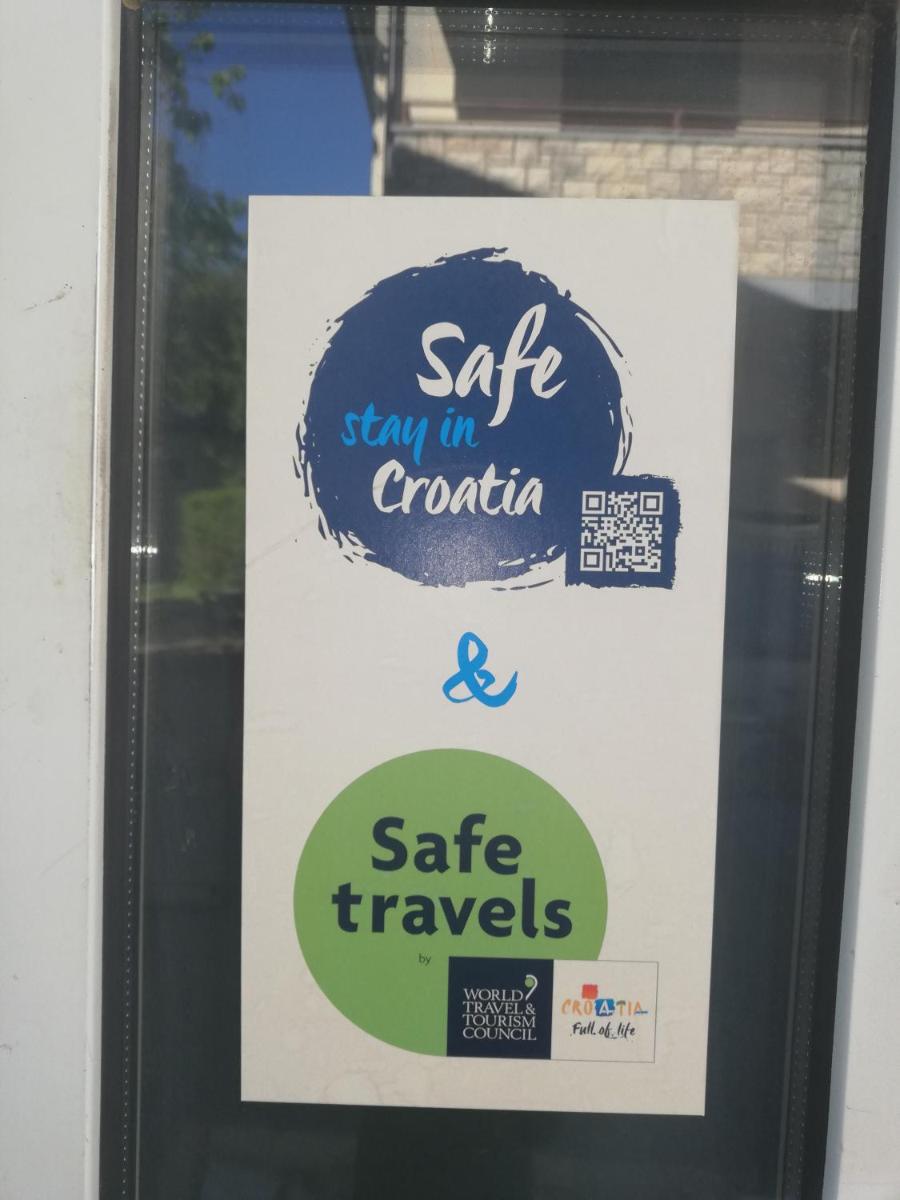 Safe
stay in
Croatia
&
Safe
travels
by
WORLD
TRAVEL &
TOURISM
COUNCIL
CROATIA
Full of life